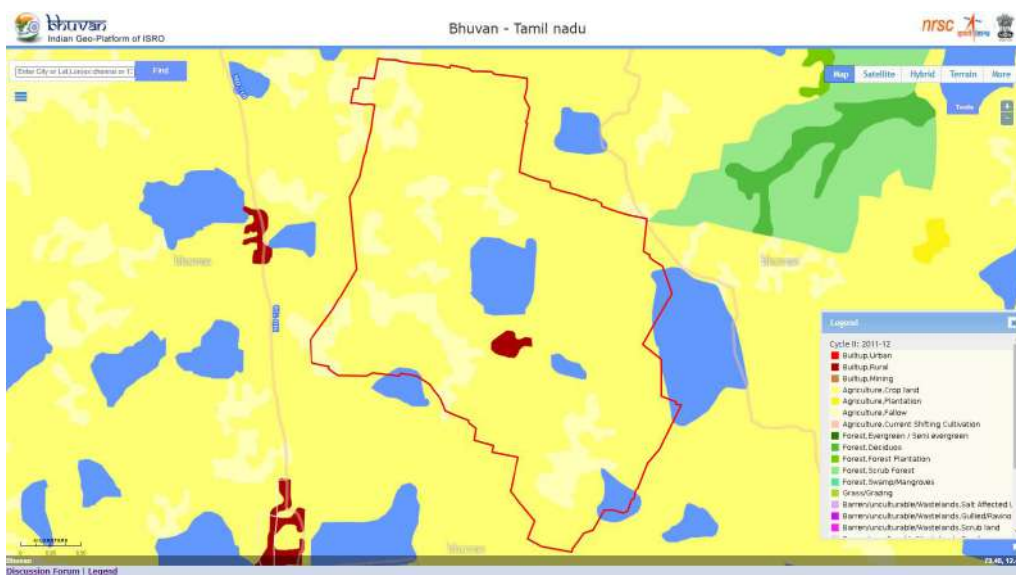 bhuvan
Indian Geo-Platform of ISRO
Bhuvan - Tamil nadu
nrsc
Find
Map Satellite Hybrid Terrain More
Tools
+
-
bhuvan
bhuvan
bhuvan
Legend
Cycle II: 2011-12
Builtup,Urban
Builtup,Rural
Builtup,Mining
Agriculture,Crop land
Agriculture,Plantation
Agriculture,Fallow
Agriculture,Current Shifting Cultivation
Forest,Evergreen / Semi evergreen
Forest,Deciduos
Forest,Forest Plantation
Forest,Scrub Forest
Forest,Swamp/Mangroves
Grass/Grazing
Barren/unculturable/Wastelands,Salt Affected L
Barren/unculturable/Wastelands,Gullied/Ravino
Barren/unculturable/Wastelands,Scrub land
Bhuvan
Discussion Forum | Legend